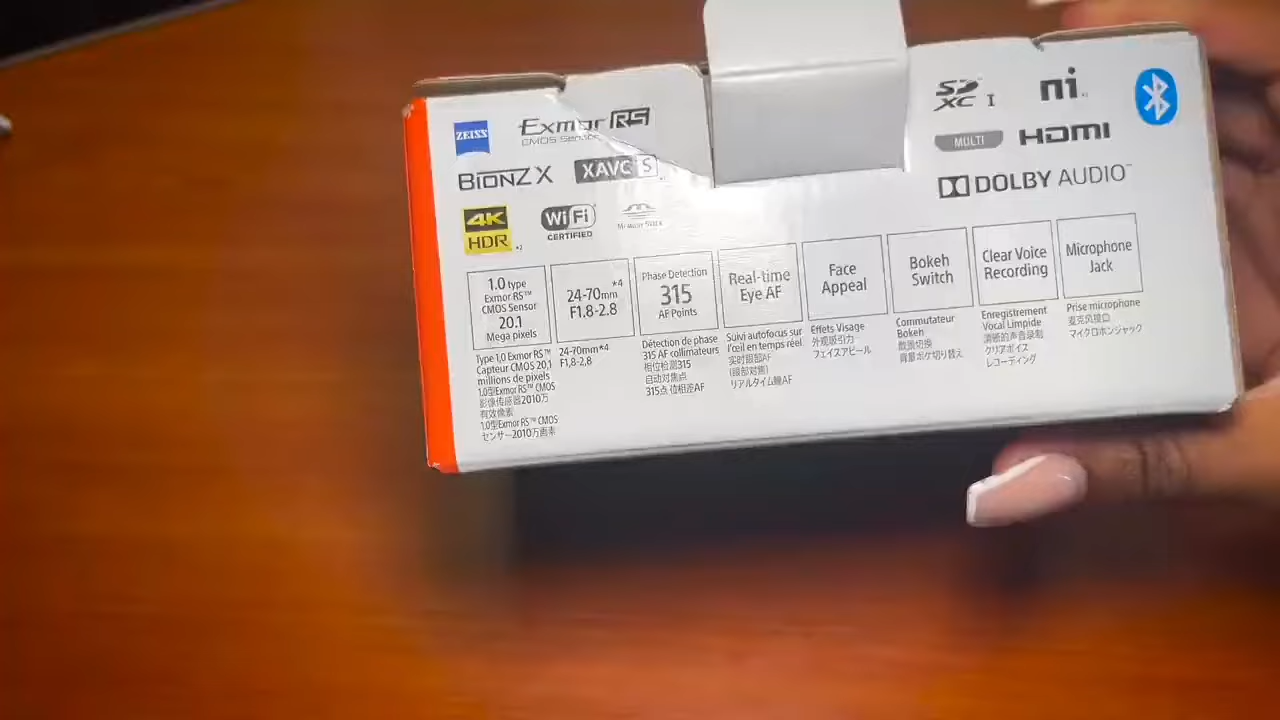 ZEISS
Exmor RS
CMOS Sensor
BIONZ X
XAVC S
4K
HDR
*2
Wi Fi
CERTIFIED
Memory Stick
SD
XC I
MULTI
HDMI
DOLBY AUDIO™
1.0 type
Exmor RS™
CMOS Sensor
20.1
Mega pixels
Type 1,0 Exmor RS™
Capteur CMOS 20,1
millions de pixels
1.0型Exmor RS™ CMOS
影像传感器2010万
有效像素
1.0型Exmor RS™ CMOS
センサー2010万画素
*4
24-70mm
F1.8-2.8
24-70mm*4
F1,8-2,8
Phase Detection
315
AF Points
Détection de phase
315 AF collimateurs
相位检测315
自动对焦点
315点 位相差AF
Real-time
Eye AF
Suivi autofocus sur
l'œil en temps réel
实时眼部AF
(眼部对焦)
リアルタイム瞳AF
Face
Appeal
Effets Visage
外观吸引力
フェイスアピール
Bokeh
Switch
Commutateur
Bokeh
散景切换
背景ボケ切り替え
Clear Voice
Recording
Enregistrement
Vocal Limpide
清晰的声音录制
クリアボイス
レコーディング
Microphone
Jack
Prise microphone
麦克风接口
マイクロホンジャック